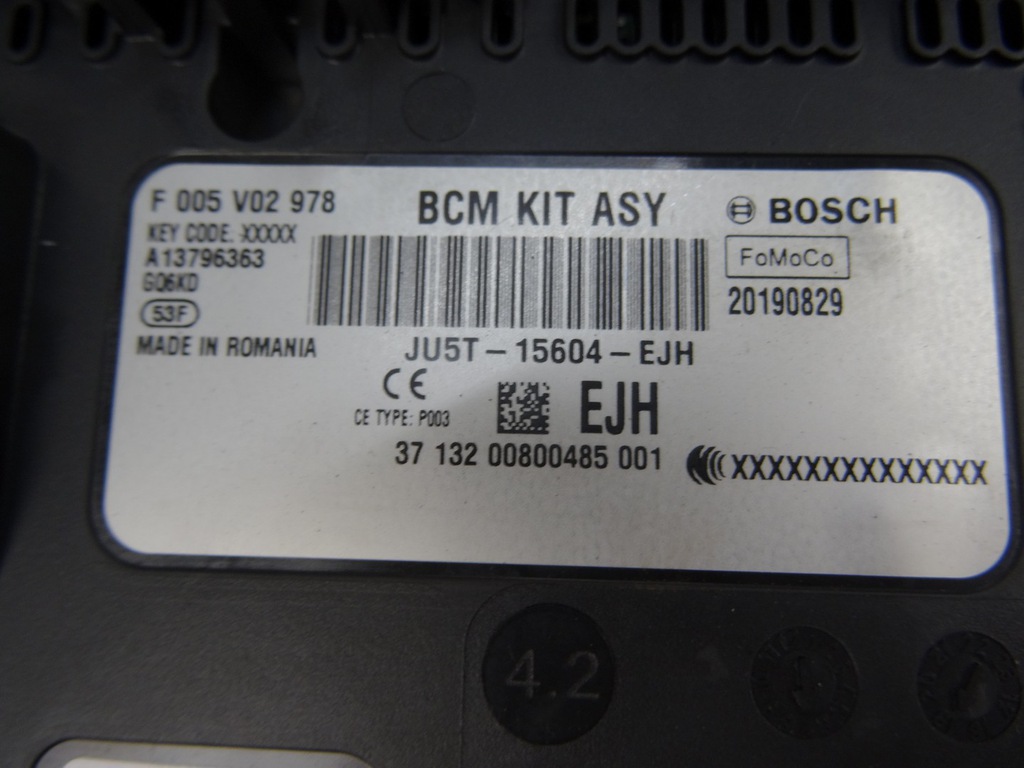 F 005 V02 978
BCM KIT ASY
BOSCH
KEY CODE. XXXXX
A13796363
GQ6KD
53F
FoMoCo
20190829
MADE IN ROMANIA
JU5T-15604-EJH
CE
CE TYPE: P003
EJH
37 132 00800485 001
XXXXXXXXXXXXXX
4.2